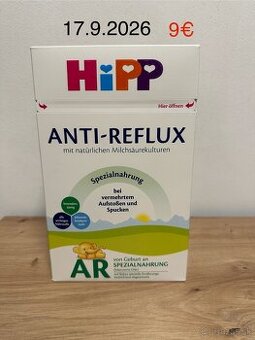 17.9.2026 9€
HiPP
Hier öffnen
ANTI-REFLUX
mit natürlichen Milchsäurekulturen
Spezialnahrung
bei
vermehrtem
Aufstoßen und
Spucken
AR
von Geburt an
SPEZIALNAHRUNG